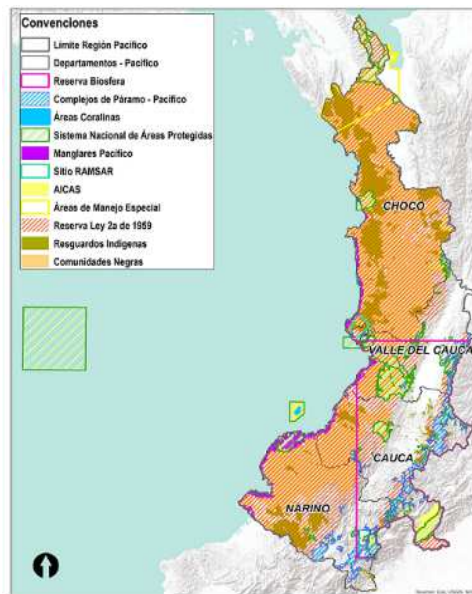 Convenciones
Límite Región Pacífico
Departamentos - Pacífico
Reserva Biosfera
Complejos de Páramo - Pacífico
Áreas Coralinas
Sistema Nacional de Áreas Protegidas
Manglares Pacífico
Sitio RAMSAR
AICAS
Áreas de Manejo Especial
Reserva Ley 2a de 1959
Resguardos Indígenas
Comunidades Negras
CHOCÓ
VALLE DEL CAUCA
CAUCA
NARIÑO